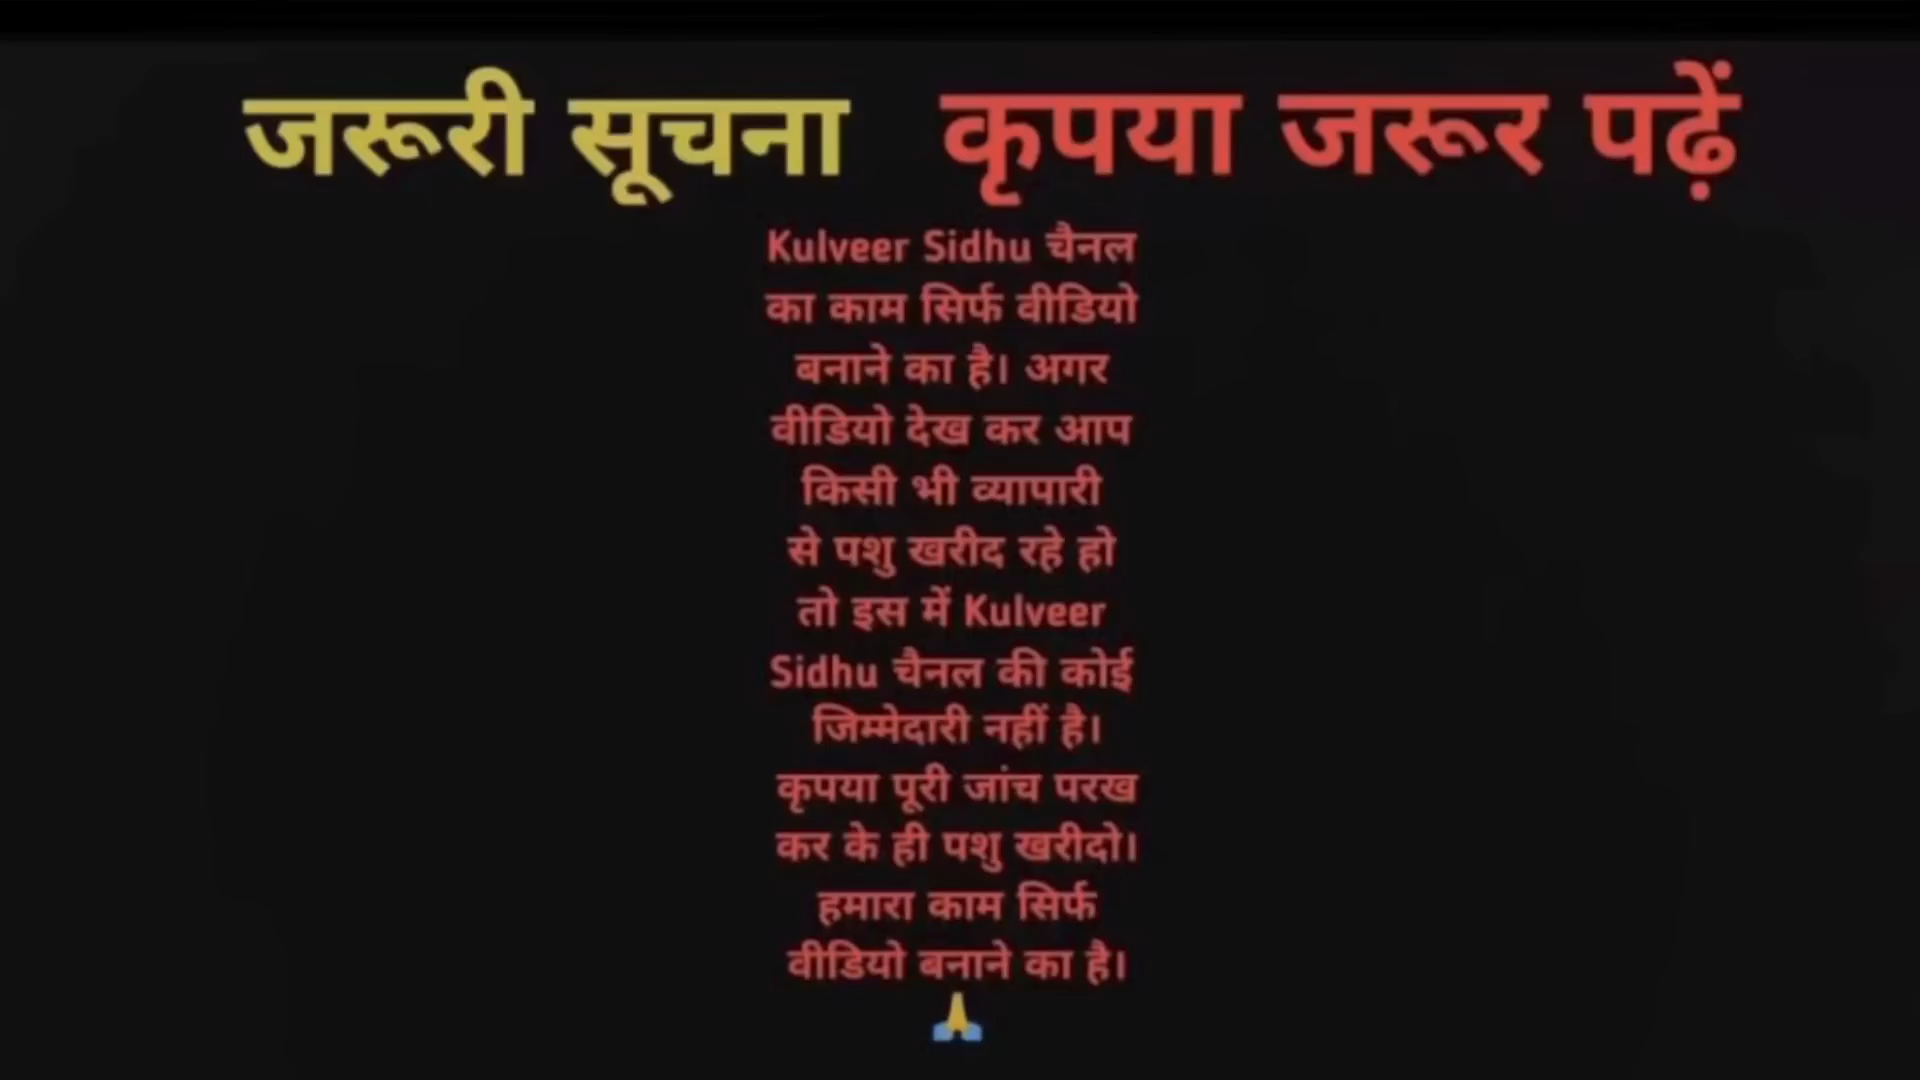 जरूरी सूचना कृपया जरूर पढ़ें
Kulveer Sidhu चैनल
का काम सिर्फ वीडियो
बनाने का है। अगर
वीडियो देख कर आप
किसी भी व्यापारी
से पशु खरीद रहे हो
तो इस में Kulveer
Sidhu चैनल की कोई
जिम्मेदारी नहीं है।
कृपया पूरी जांच परख
कर के ही पशु खरीदो।
हमारा काम सिर्फ
वीडियो बनाने का है।
🙏